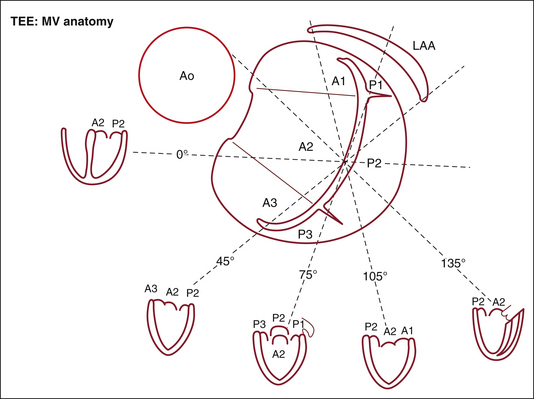 TEE: MV anatomy
Ao
LAA
A1
P1
A2
P2
A3
P3
0°
A2 P2
45°
75°
105°
135°
A3 A2 P2
P3 P2 P1
A2
P2 A2 A1
P2 A2